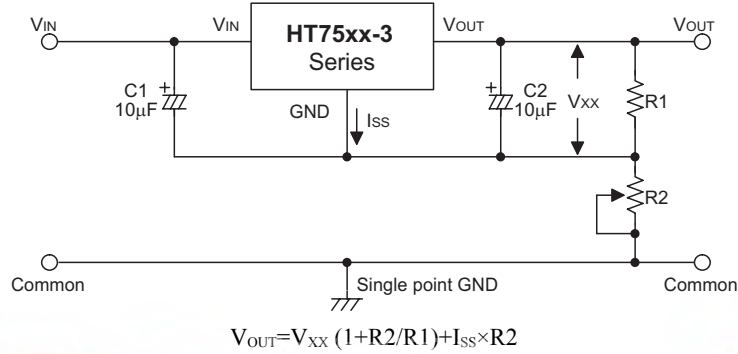 VIN
VIN
HT75xx-3
Series
VOUT
VOUT
C1
10μF
GND
ISS
C2
10μF
VXX
R1
R2
Common
Single point GND
Common
VOUT=VXX (1+R2/R1)+ISS×R2